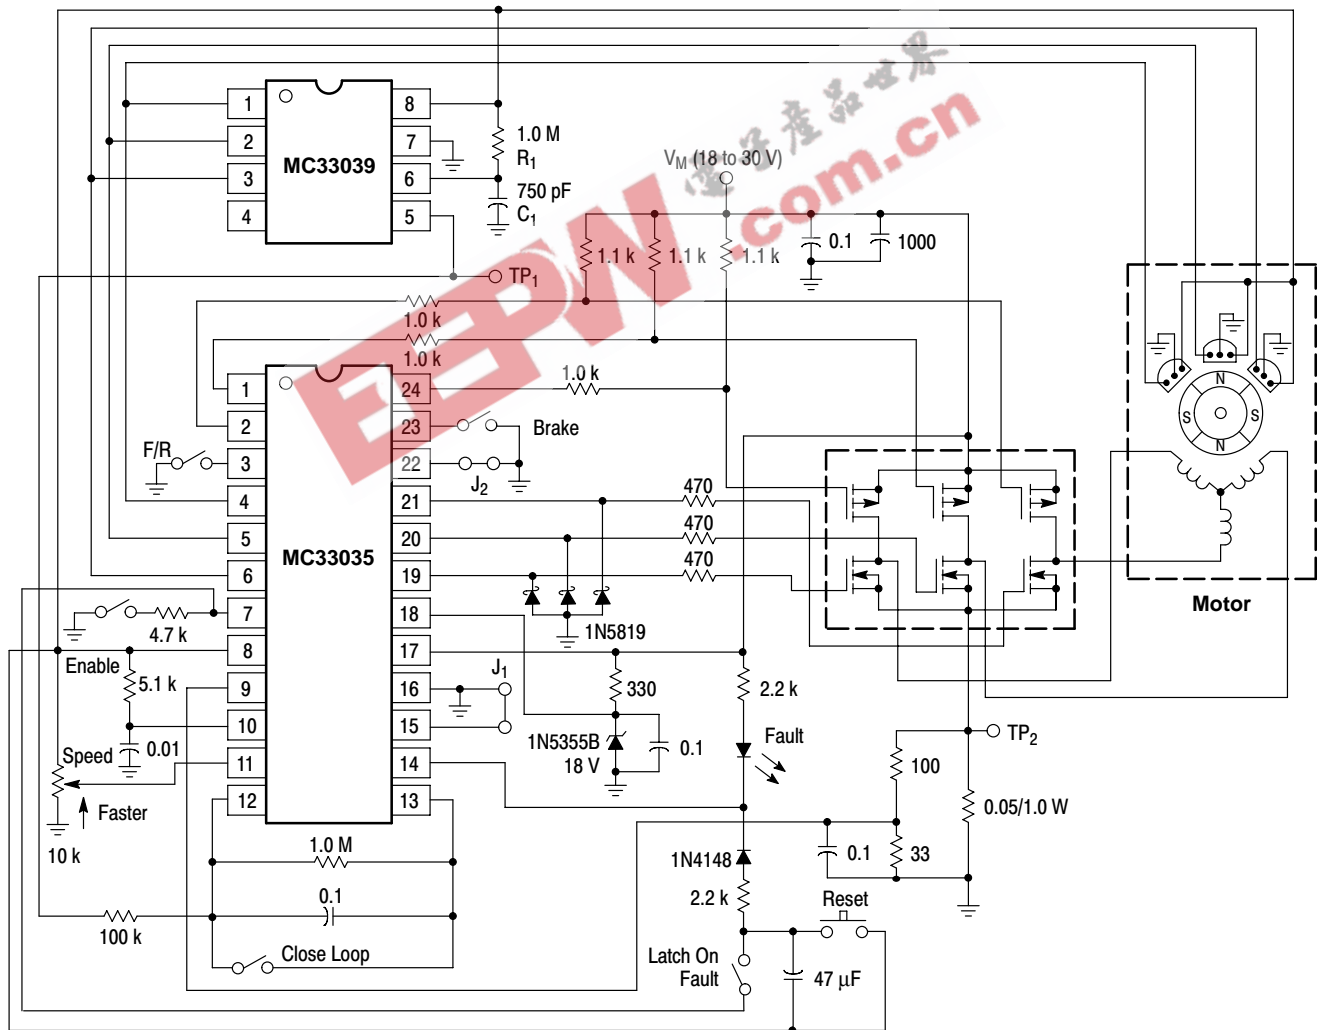 MC33039
1
2
3
4
8
7
6
5
1.0 M
R1
750 pF
C1
VM (18 to 30 V)
電子產品世界
.com.cn
EEPW
1.1 k
1.1 k
1.1 k
0.1
1000
TP1
1.0 k
1.0 k
1.0 k
MC33035
1
2
3
4
5
6
7
8
9
10
11
12
24
23
22
21
20
19
18
17
16
15
14
13
F/R
Brake
J2
470
470
470
1N5819
4.7 k
Enable
5.1 k
0.01
Speed
Faster
10 k
J1
330
1N5355B
18 V
0.1
2.2 k
Fault
N
S
S
N
Motor
TP2
100
0.05/1.0 W
0.1
33
1.0 M
0.1
100 k
Close Loop
1N4148
2.2 k
Reset
Latch On
Fault
47 µF